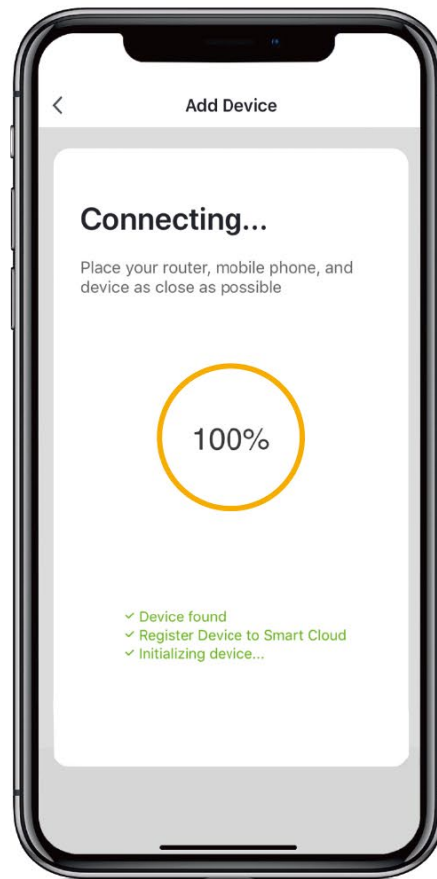 Add Device
Connecting...
Place your router, mobile phone, and
device as close as possible
100%
Device found
Register Device to Smart Cloud
Initializing device...